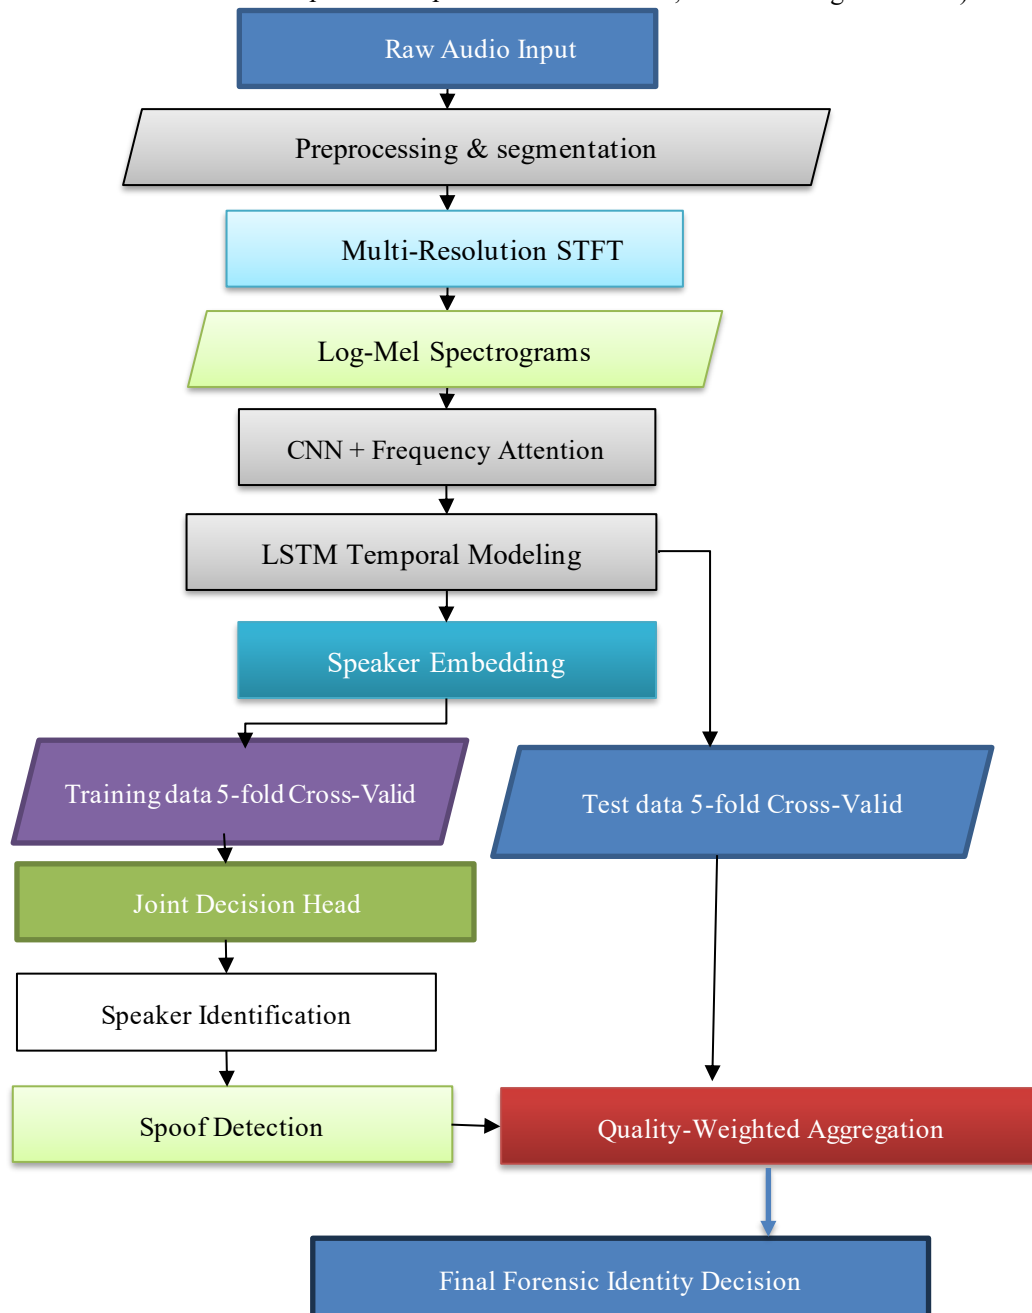 Raw Audio Input
Preprocessing & segmentation
Multi-Resolution STFT
Log-Mel Spectrograms
CNN + Frequency Attention
LSTM Temporal Modeling
Speaker Embedding
Training data 5-fold Cross-Valid
Test data 5-fold Cross-Valid
Joint Decision Head
Speaker Identification
Spoof Detection
Quality-Weighted Aggregation
Final Forensic Identity Decision